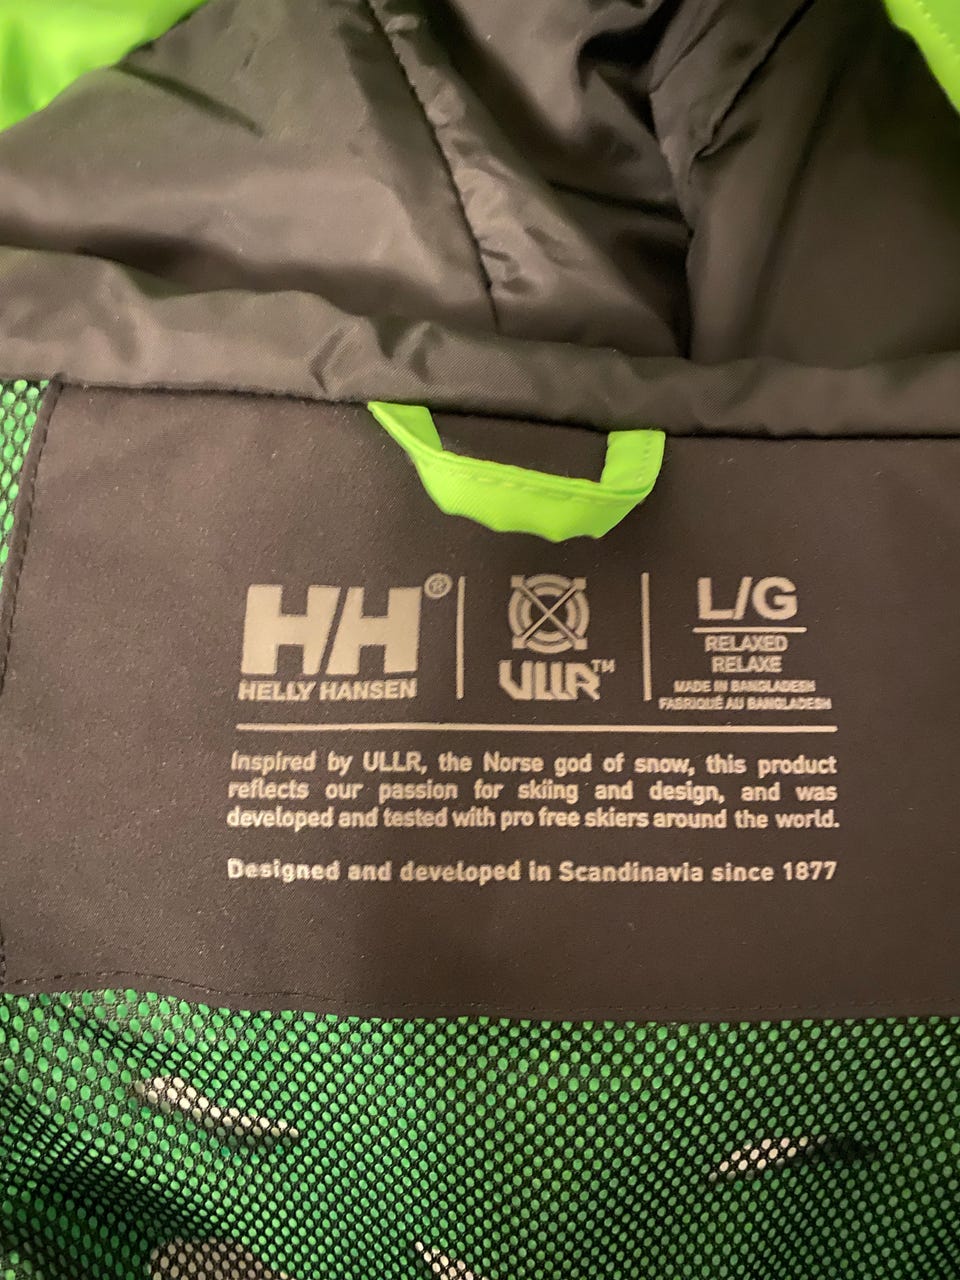 HH®
HELLY HANSEN
ULLR™
L/G
RELAXED
RELAXE
MADE IN BANGLADESH
FABRIQUÉ AU BANGLADESH
Inspired by ULLR, the Norse god of snow, this product
reflects our passion for skiing and design, and was
developed and tested with pro free skiers around the world.
Designed and developed in Scandinavia since 1877